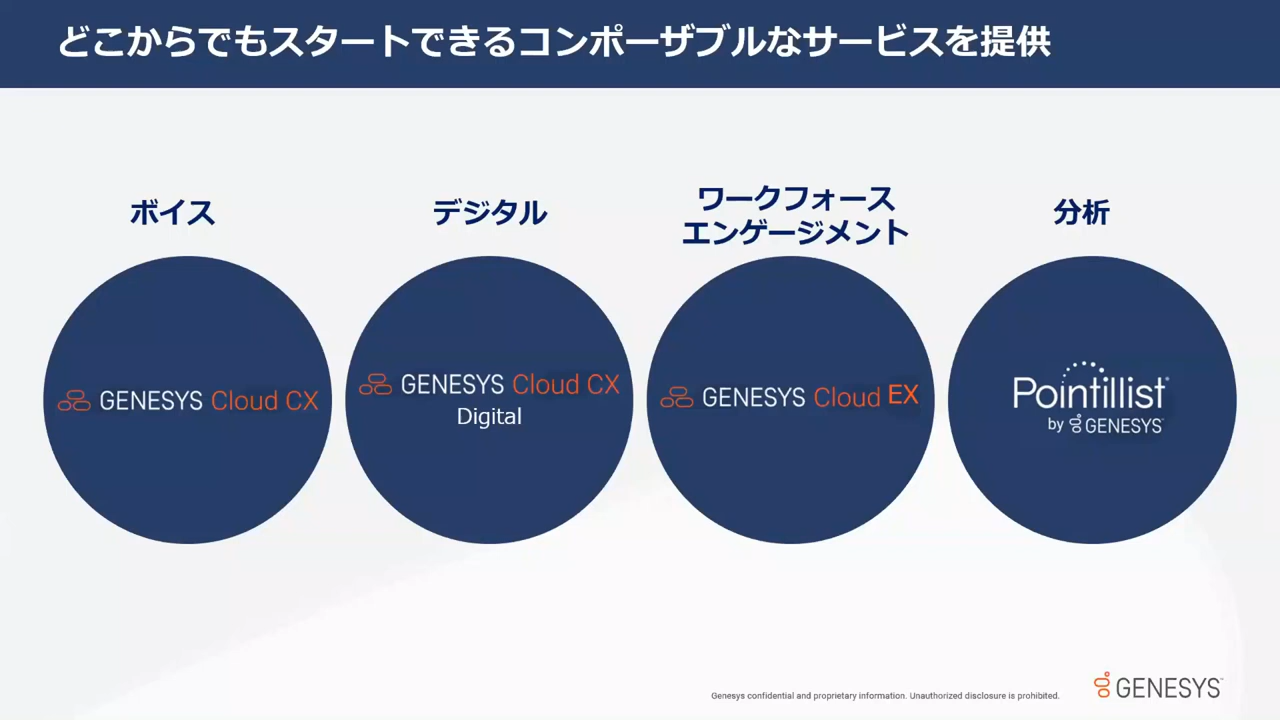 どこからでもスタートできるコンポーザブルなサービスを提供
ボイス
デジタル
ワークフォース
エンゲージメント
分析
GENESYS Cloud CX
GENESYS Cloud CX
Digital
GENESYS Cloud EX
Pointillist®
by GENESYS™
Genesys confidential and proprietary information. Unauthorized disclosure is prohibited.
GENESYS™